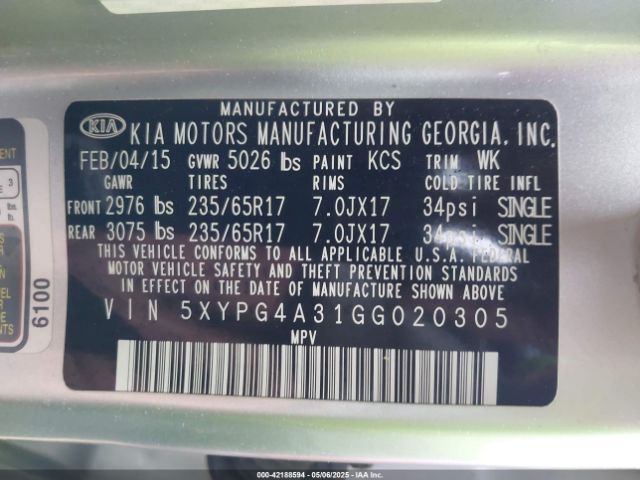 MANUFACTURED BY
KIA KIA MOTORS MANUFACTURING GEORGIA, INC.
FEB/04/15 GVWR 5026 lbs PAINT KCS TRIM WK
GAWR TIRES RIMS COLD TIRE INFL
FRONT 2976 lbs 235/65R17 7.0JX17 34psi SINGLE
REAR 3075 lbs 235/65R17 7.0JX17 34psi SINGLE
THIS VEHICLE CONFORMS TO ALL APPLICABLE U.S.A. FEDERAL
MOTOR VEHICLE SAFETY AND THEFT PREVENTION STANDARDS
IN EFFECT ON THE DATE OF MANUFACTURE SHOWN ABOVE
VIN 5XYPG4A31GG020305
MPV
6100
3
000-42188594 - 05/06/2025 - IAA Inc.